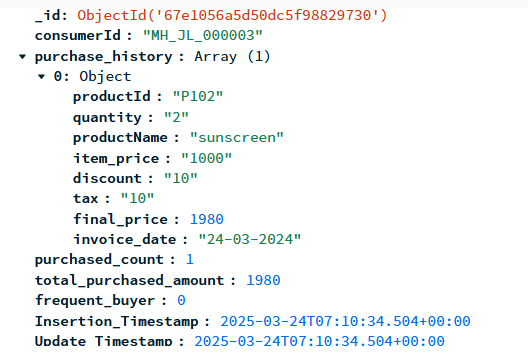 _id: ObjectId('67e1056a5d50dc5f98829730')
consumerId: "MH_JL_000003"
purchase_history: Array (1)
0: Object
productId: "P102"
quantity: "2"
productName: "sunscreen"
item_price: "1000"
discount: "10"
tax: "10"
final_price: 1980
invoice_date: "24-03-2024"
purchased_count: 1
total_purchased_amount: 1980
frequent_buyer: 0
Insertion_Timestamp: 2025-03-24T07:10:34.504+00:00
Update_Timestamp: 2025-03-24T07:10:34.504+00:00